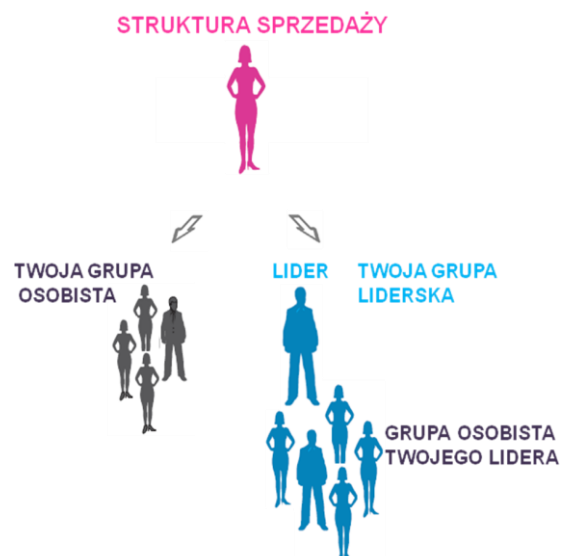 STRUKTURA SPRZEDAŻY
TWOJA GRUPA
OSOBISTA
LIDER
TWOJA GRUPA
LIDERSKA
GRUPA OSOBISTA
TWOJEGO LIDERA